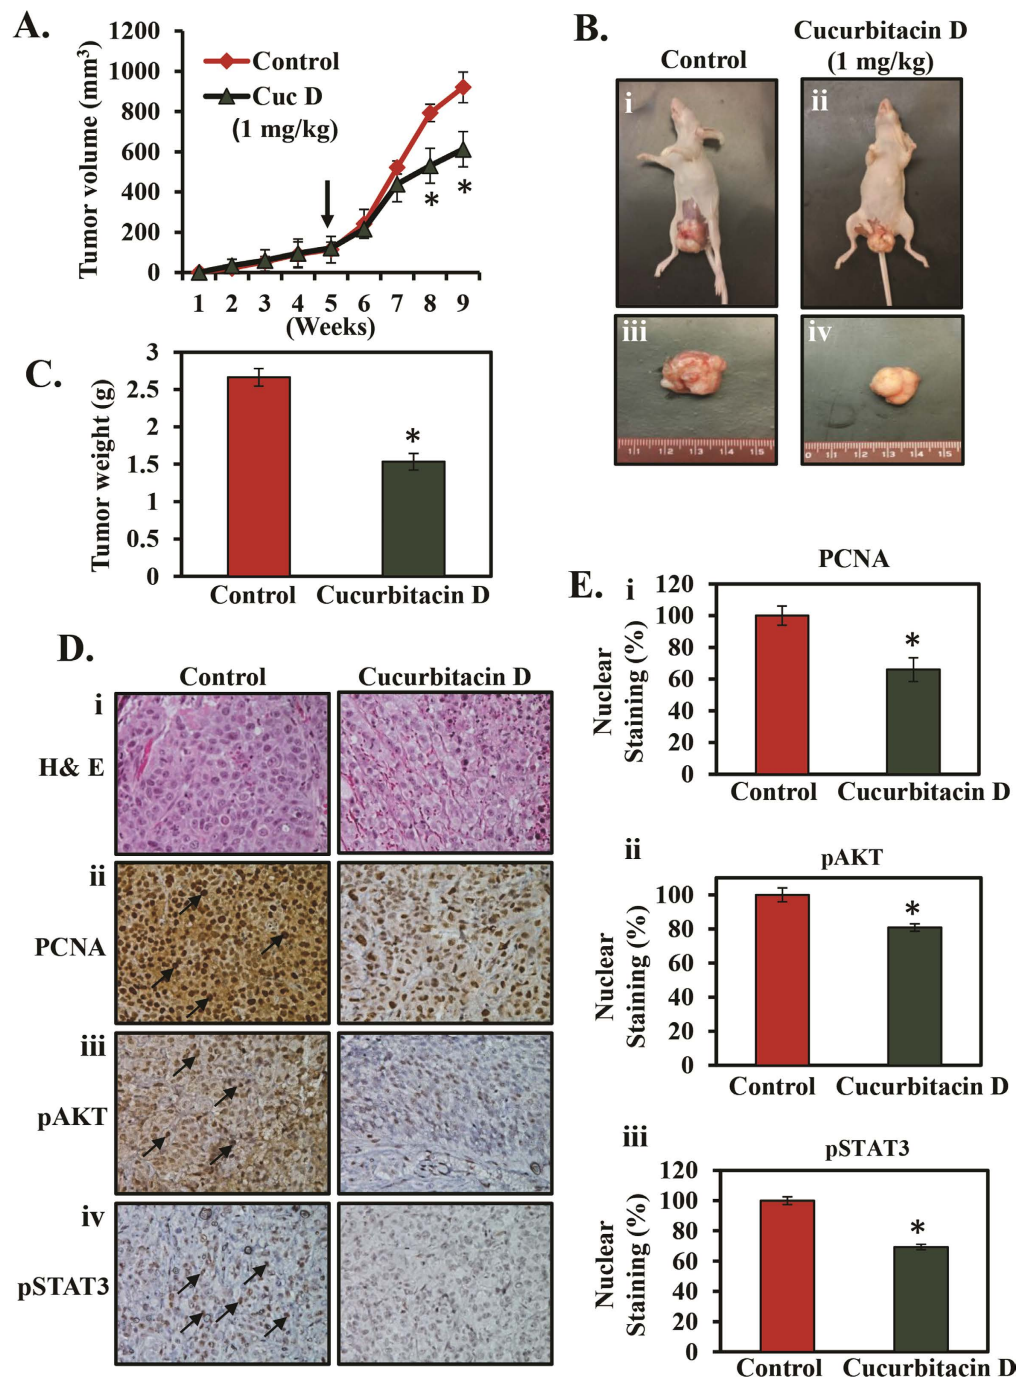 A.
1200
1000
800
600
400
200
0
Tumor volume (mm³)
Control
Cuc D
(1 mg/kg)
*
*
1 2 3 4 5 6 7 8 9
(Weeks)
B.
Control
Cucurbitacin D
(1 mg/kg)
i
ii
iii
iv
C.
3
2.5
2
1.5
1
0.5
0
Tumor weight (g)
*
Control Cucurbitacin D
D.
Control Cucurbitacin D
i
H& E
ii
PCNA
iii
pAKT
iv
pSTAT3
E.
i
PCNA
120
100
80
60
40
20
0
Nuclear
Staining (%)
*
Control Cucurbitacin D
ii
pAKT
100
80
60
40
20
0
Nuclear
Staining (%)
*
Control Cucurbitacin D
iii
pSTAT3
120
100
80
60
40
20
0
Nuclear
Staining (%)
*
Control Cucurbitacin D